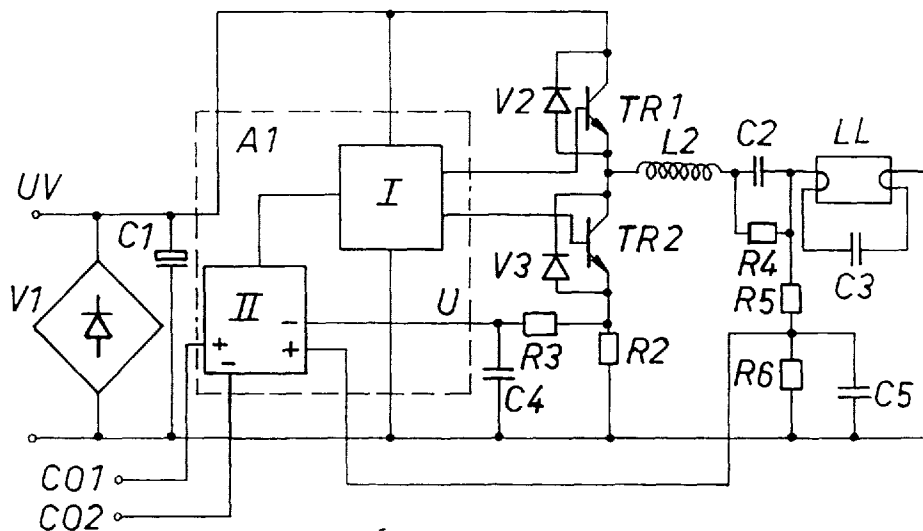 V2
TR1
A1
L2
C2
LL
UV
I
C1
TR2
V3
R4
C3
V1
II
U
R5
+
-
-
+
R3
R2
C4
R6
C5
CO1
CO2